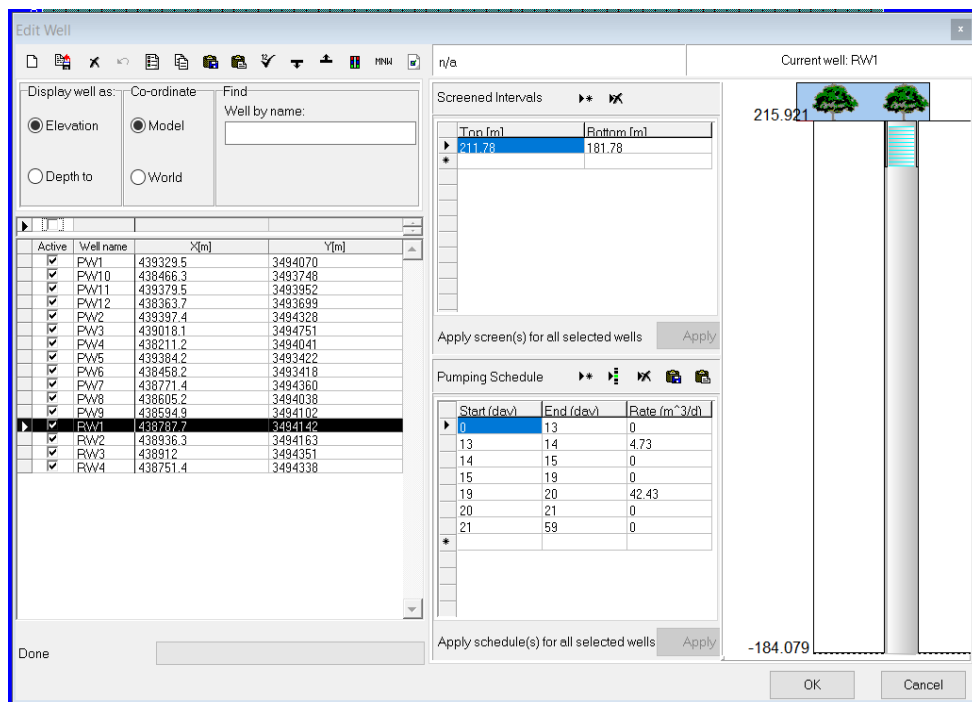 Edit Well
x
MNW
n/a
Current well: RW1
Display well as: Co-ordinate Find
Well by name:
Elevation Model
Depth to World
Active Well name X[m] Y[m]
PW1 439329.5 3494070
PW10 438466.3 3493748
PW11 439379.5 3493952
PW12 438363.7 3493699
PW2 439397.4 3494328
PW3 439018.1 3494751
PW4 438211.2 3494041
PW5 439384.2 3493422
PW6 438458.2 3493418
PW7 438771.4 3494360
PW8 438605.2 3494038
PW9 438594.9 3494102
RW1 438787.7 3494142
RW2 438936.3 3494163
RW3 438912 3494351
RW4 438751.4 3494338
Done
Screened Intervals
Top [m] Bottom [m]
211.78 181.78
Apply screen(s) for all selected wells Apply
Pumping Schedule
Start (day) End (day) Rate (m^3/d)
0 13 0
13 14 4.73
14 15 0
15 19 0
19 20 42.43
20 21 0
21 59 0
Apply schedule(s) for all selected wells Apply
215.921
-184.079
OK Cancel